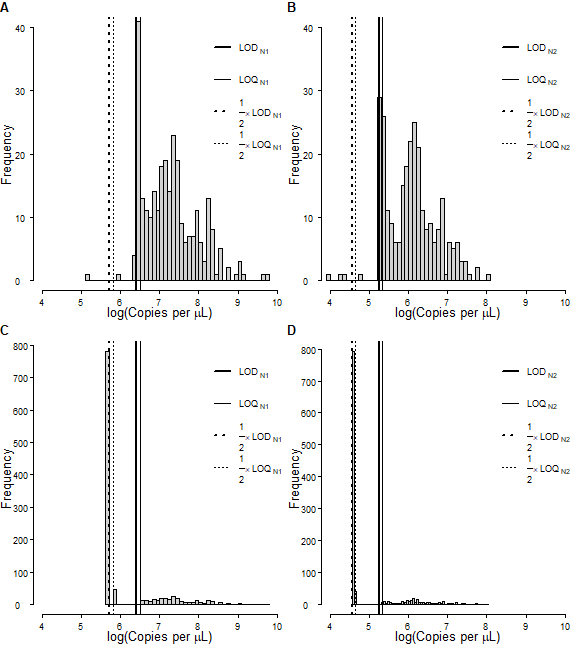 A
Frequency
40
30
20
10
0
4 5 6 7 8 9 10
log(Copies per μL)
LOD N1
LOQ N1
1
—×LOD N1
2
1
—×LOQ N1
2
B
Frequency
40
30
20
10
0
4 5 6 7 8 9 10
log(Copies per μL)
LOD N2
LOQ N2
1
—×LOD N2
2
1
—×LOQ N2
2
C
Frequency
800
700
600
500
400
300
200
100
0
4 5 6 7 8 9 10
log(Copies per μL)
LOD N1
LOQ N1
1
—×LOD N1
2
1
—×LOQ N1
2
D
Frequency
800
700
600
500
400
300
200
100
0
4 5 6 7 8 9 10
log(Copies per μL)
LOD N2
LOQ N2
1
—×LOD N2
2
1
—×LOQ N2
2